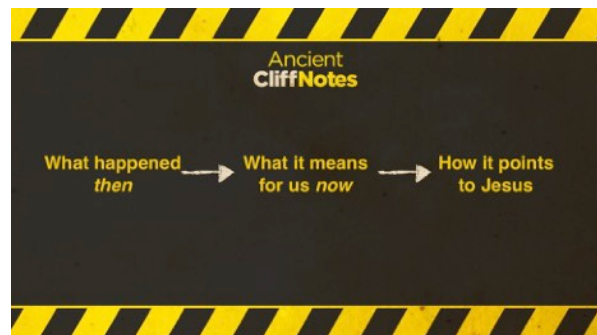 Ancient
CliffNotes
What happened
then
What it means
for us now
How it points
to Jesus